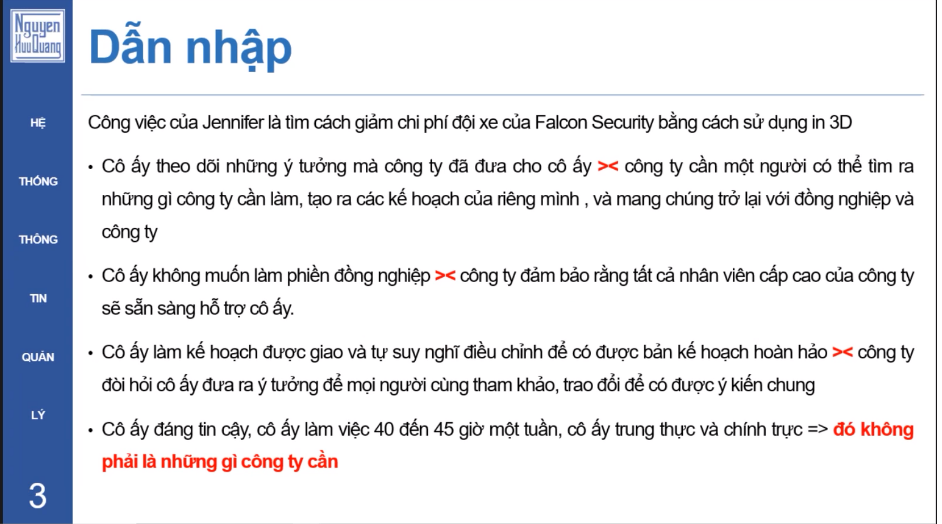 Nguyen
HuuQuang
Dẫn nhập
HỆ
THỐNG
THÔNG
TIN
QUẢN
LÝ
3
Công việc của Jennifer là tìm cách giảm chi phí đội xe của Falcon Security bằng cách sử dụng in 3D
• Cô ấy theo dõi những ý tưởng mà công ty đã đưa cho cô ấy >< công ty cần một người có thể tìm ra
những gì công ty cần làm, tạo ra các kế hoạch của riêng mình , và mang chúng trở lại với đồng nghiệp và
công ty
• Cô ấy không muốn làm phiền đồng nghiệp >< công ty đảm bảo rằng tất cả nhân viên cấp cao của công ty
sẽ sẵn sàng hỗ trợ cô ấy.
• Cô ấy làm kế hoạch được giao và tự suy nghĩ điều chỉnh để có được bản kế hoạch hoàn hảo >< công ty
đòi hỏi cô ấy đưa ra ý tưởng để mọi người cùng tham khảo, trao đổi để có được ý kiến chung
• Cô ấy đáng tin cậy, cô ấy làm việc 40 đến 45 giờ một tuần, cô ấy trung thực và chính trực => đó không
phải là những gì công ty cần